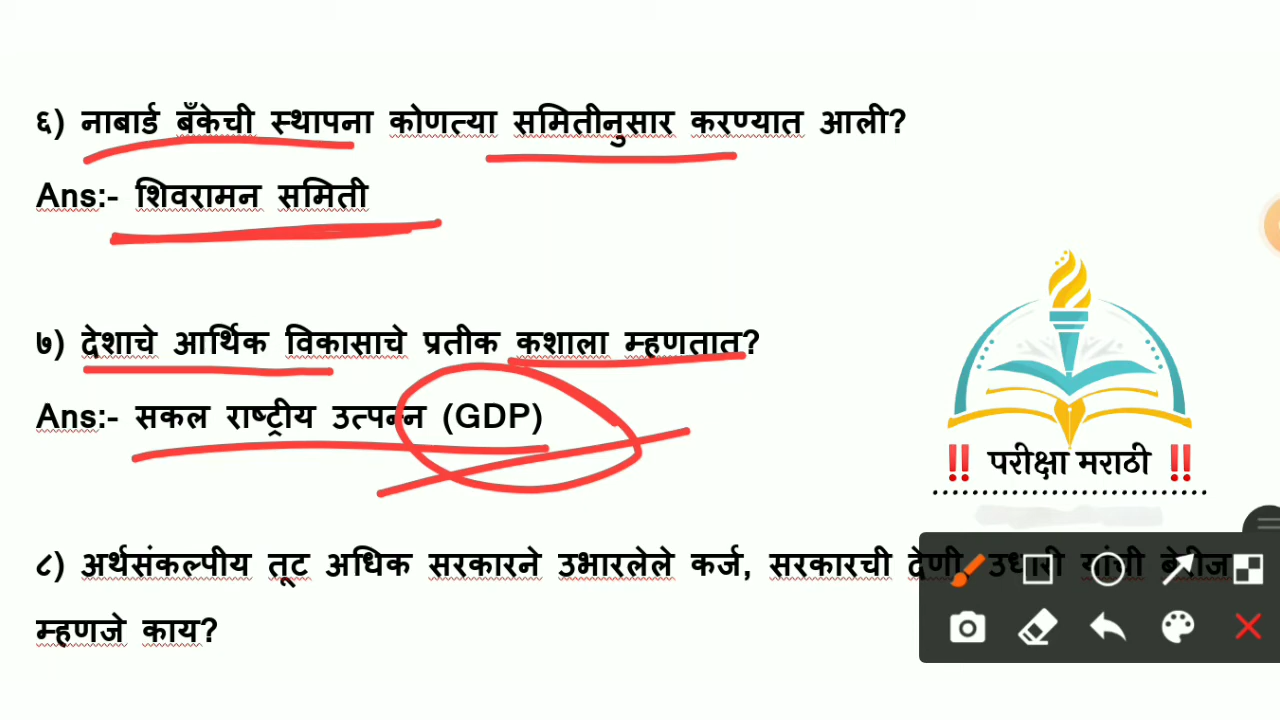 ६) नाबार्ड बँकेची स्थापना कोणत्या समितीनुसार करण्यात आली?
Ans:- शिवरामन समिती
७) देशाचे आर्थिक विकासाचे प्रतीक कशाला म्हणतात?
Ans:- सकल राष्ट्रीय उत्पन्न (GDP)
‼ परीक्षा मराठी ‼
८) अर्थसंकल्पीय तूट अधिक सरकारने उभारलेले कर्ज, सरकारची देणी, उधारी यांची बेरीज
म्हणजे काय?